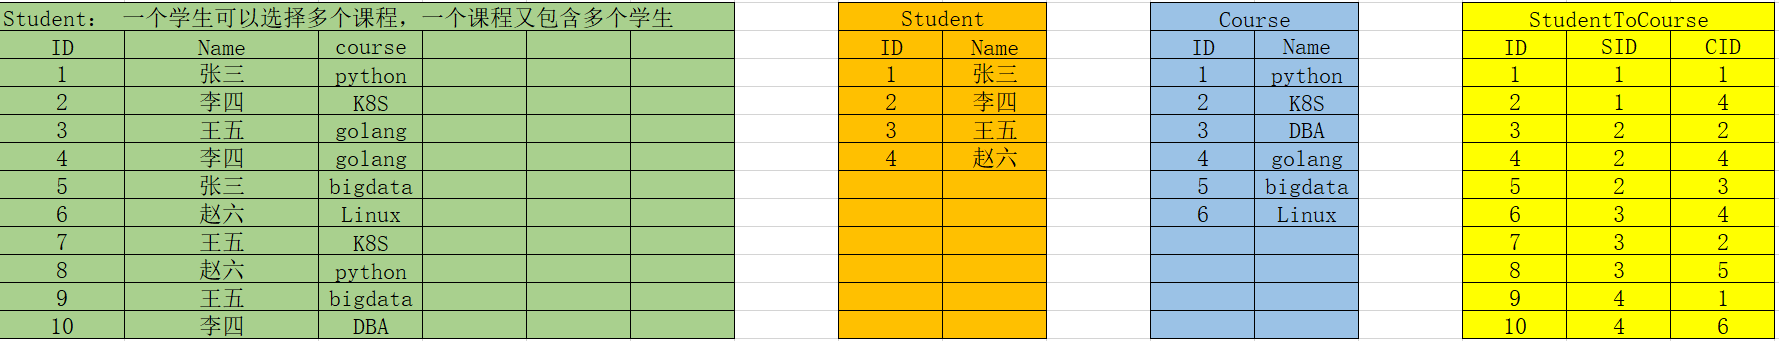 Student： 一个学生可以选择多个课程，一个课程又包含多个学生 Student Course StudentToCourse
ID Name course ID Name ID Name ID SID CID
1 张三 python 1 张三 1 python 1 1 1
2 李四 K8S 2 李四 2 K8S 2 1 4
3 王五 golang 3 王五 3 DBA 3 2 2
4 李四 golang 4 赵六 4 golang 4 2 4
5 张三 bigdata 5 bigdata 5 2 3
6 赵六 Linux 6 Linux 6 3 4
7 王五 K8S 7 3 2
8 赵六 python 8 3 5
9 王五 bigdata 9 4 1
10 李四 DBA 10 4 6